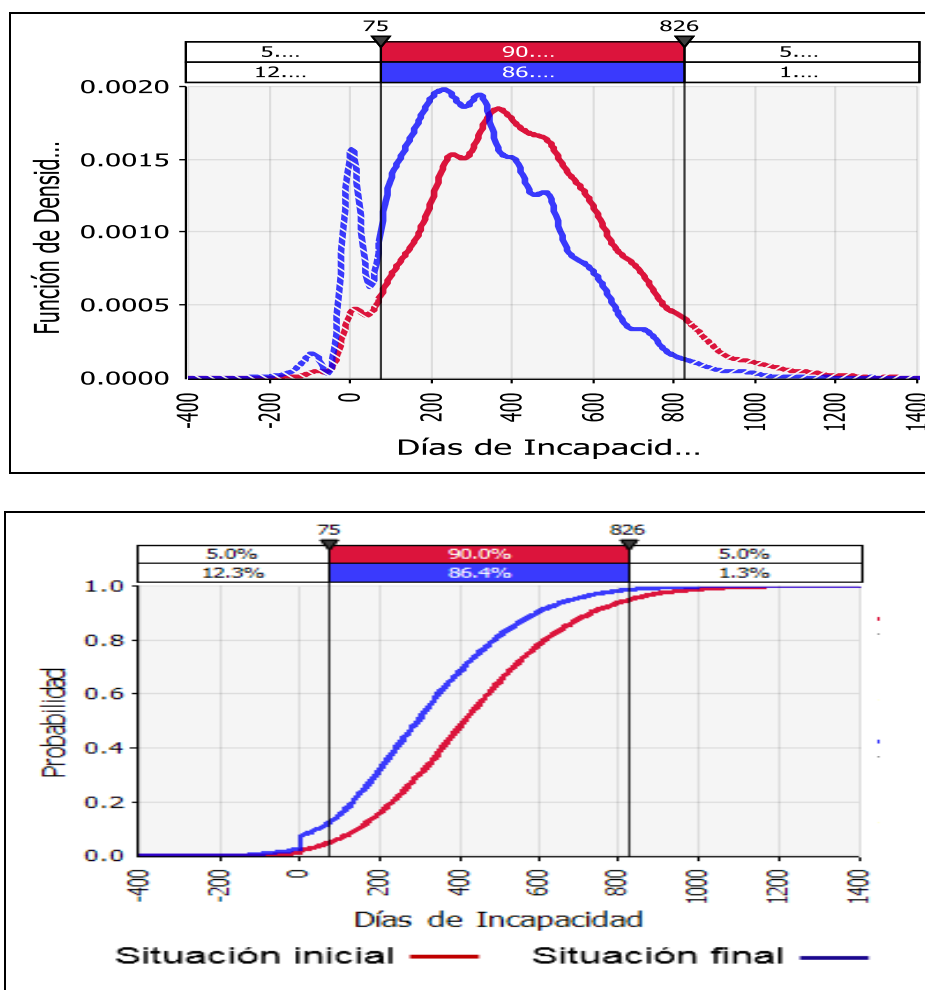 75 826
5.... 90.... 5....
12.... 86.... 1....
0.0020
0.0015
0.0010
0.0005
0.0000
Función de Densid...
-400 -200 0 200 400 600 800 1000 1200 1400
Días de Incapacid...
75 826
5.0% 90.0% 5.0%
12.3% 86.4% 1.3%
1.0
0.8
0.6
0.4
0.2
0.0
Probabilidad
-400 -200 0 200 400 600 800 1000 1200 1400
Días de Incapacidad
Situación inicial Situación final